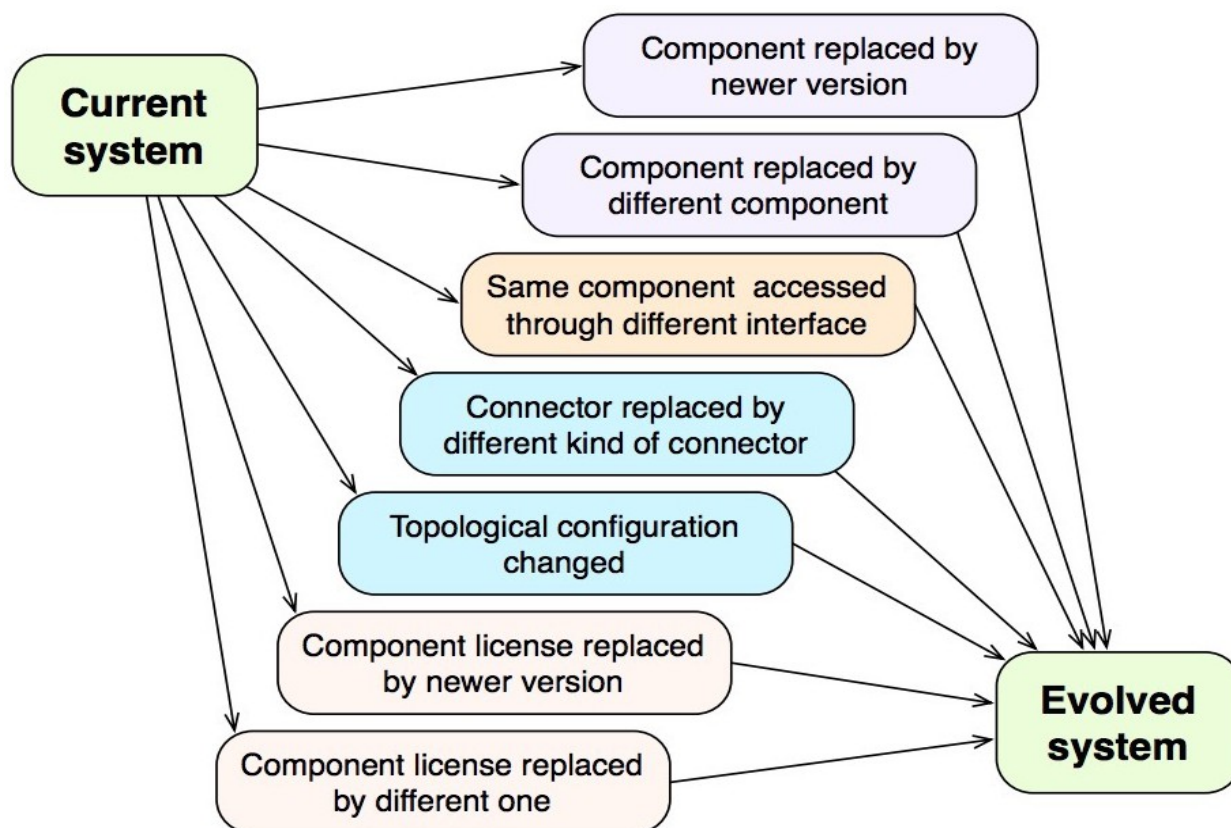 Current
system
Component replaced by
newer version
Component replaced by
different component
Same component  accessed
through different interface
Connector replaced by
different kind of connector
Topological configuration
changed
Component license replaced
by newer version
Component license replaced
by different one
Evolved
system